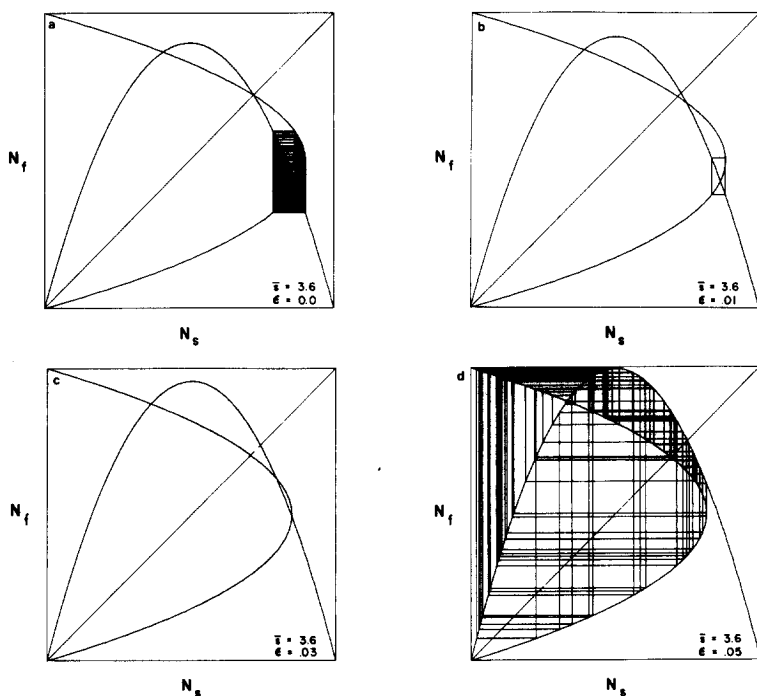 a
N_f
s̄ = 3.6
ε = 0.0
N_s
b
N_f
s̄ = 3.6
ε = .01
N_s
c
N_f
s̄ = 3.6
ε = .03
N_s
d
N_f
s̄ = 3.6
ε = .05
N_s